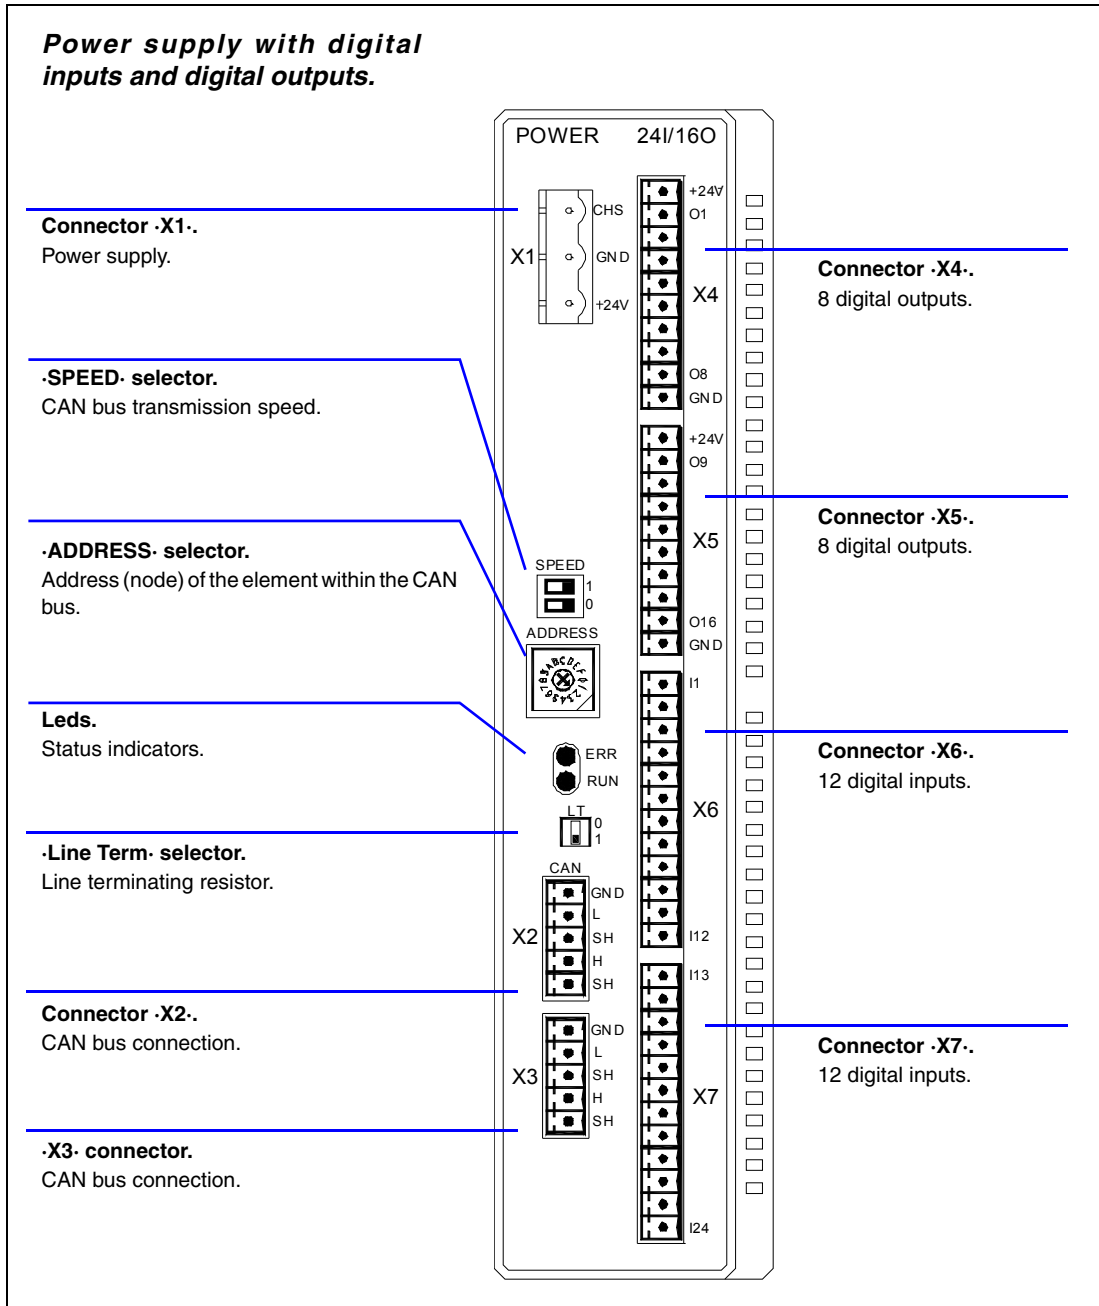 Power supply with digital
inputs and digital outputs.
POWER 24I/16O
Connector ·X1·.
Power supply.
X1
CHS
GND
+24V
·SPEED· selector.
CAN bus transmission speed.
SPEED
1
0
·ADDRESS· selector.
Address (node) of the element within the CAN
bus.
ADDRESS
0123456789ABCDEF
Leds.
Status indicators.
ERR
RUN
·Line Term· selector.
Line terminating resistor.
LT
0
1
CAN
X2
GND
L
SH
H
SH
Connector ·X2·.
CAN bus connection.
X3
GND
L
SH
H
SH
·X3· connector.
CAN bus connection.
+24V
O1
X4
O8
GND
Connector ·X4·.
8 digital outputs.
+24V
O9
X5
O16
GND
Connector ·X5·.
8 digital outputs.
I1
X6
I12
Connector ·X6·.
12 digital inputs.
I13
X7
I24
Connector ·X7·.
12 digital inputs.